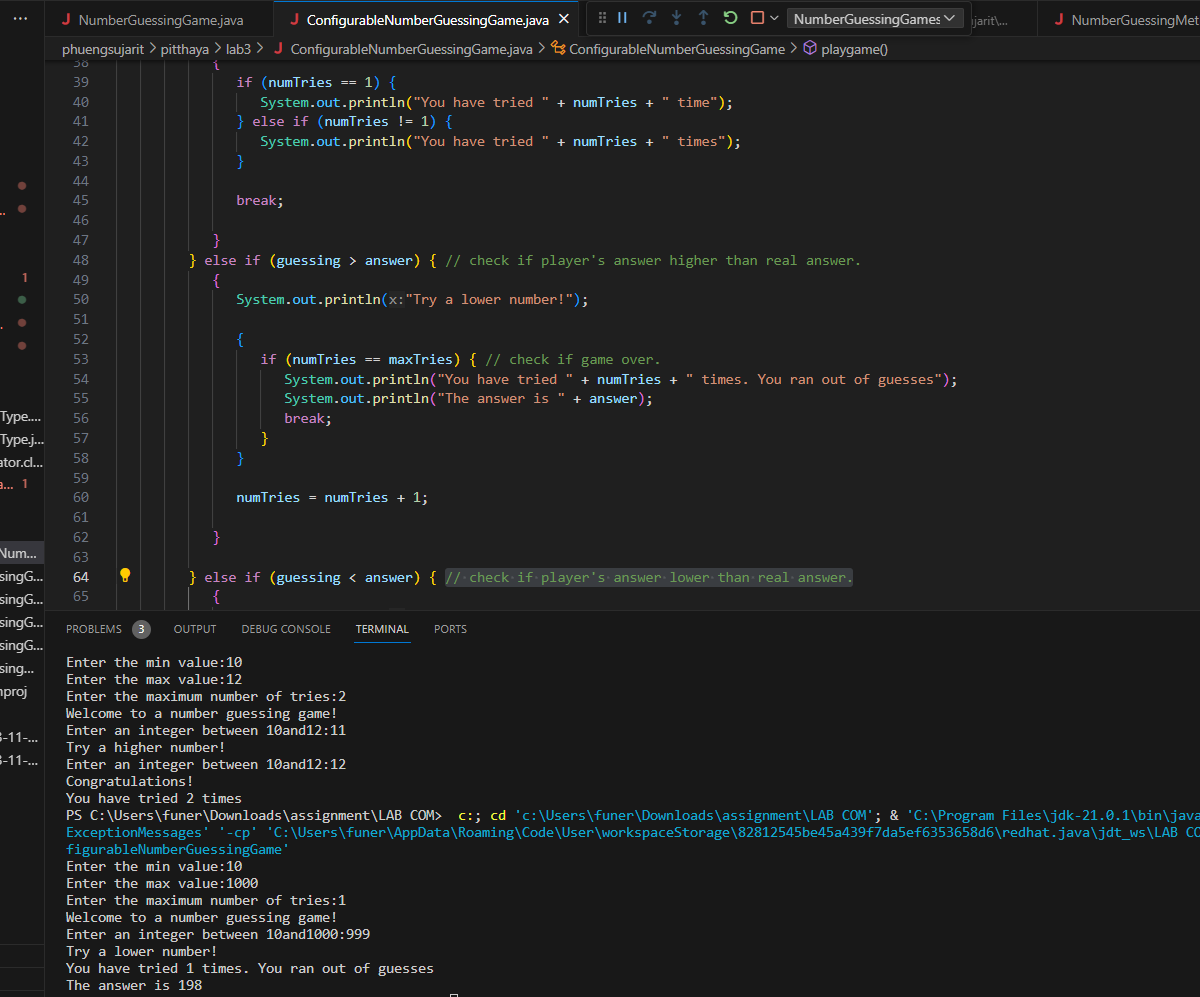 ... J NumberGuessingGame.java J ConfigurableNumberGuessingGame.java × NumberGuessingGames jarit\... J NumberGuessingMet
phuengsujarit > pitthaya > lab3 > J ConfigurableNumberGuessingGame.java > ConfigurableNumberGuessingGame > playgame()
38 {
39 if (numTries == 1) {
40 System.out.println("You have tried " + numTries + " time");
41 } else if (numTries != 1) {
42 System.out.println("You have tried " + numTries + " times");
43 }
44
45 break;
46
47 }
48 } else if (guessing > answer) { // check if player's answer higher than real answer.
49 {
50 System.out.println(x:"Try a lower number!");
51
52 {
53 if (numTries == maxTries) { // check if game over.
54 System.out.println("You have tried " + numTries + " times. You ran out of guesses");
55 System.out.println("The answer is " + answer);
56 break;
57 }
58 }
59
60 numTries = numTries + 1;
61
62 }
63
64 } else if (guessing < answer) { // check if player's answer lower than real answer.
65 {
..
1
.
Type....
Type.j...
ator.cl...
a... 1
Num...
singG...
singG...
singG...
singG...
sing...
nproj
3-11-...
3-11-...
PROBLEMS 3 OUTPUT DEBUG CONSOLE TERMINAL PORTS
Enter the min value:10
Enter the max value:12
Enter the maximum number of tries:2
Welcome to a number guessing game!
Enter an integer between 10and12:11
Try a higher number!
Enter an integer between 10and12:12
Congratulations!
You have tried 2 times
PS C:\Users\funer\Downloads\assignment\LAB COM>  c:; cd 'c:\Users\funer\Downloads\assignment\LAB COM'; & 'C:\Program Files\jdk-21.0.1\bin\java
ExceptionMessages' '-cp' 'C:\Users\funer\AppData\Roaming\Code\User\workspaceStorage\82812545be45a439f7da5ef6353658d6\redhat.java\jdt_ws\LAB CO
figurableNumberGuessingGame'
Enter the min value:10
Enter the max value:1000
Enter the maximum number of tries:1
Welcome to a number guessing game!
Enter an integer between 10and1000:999
Try a lower number!
You have tried 1 times. You ran out of guesses
The answer is 198